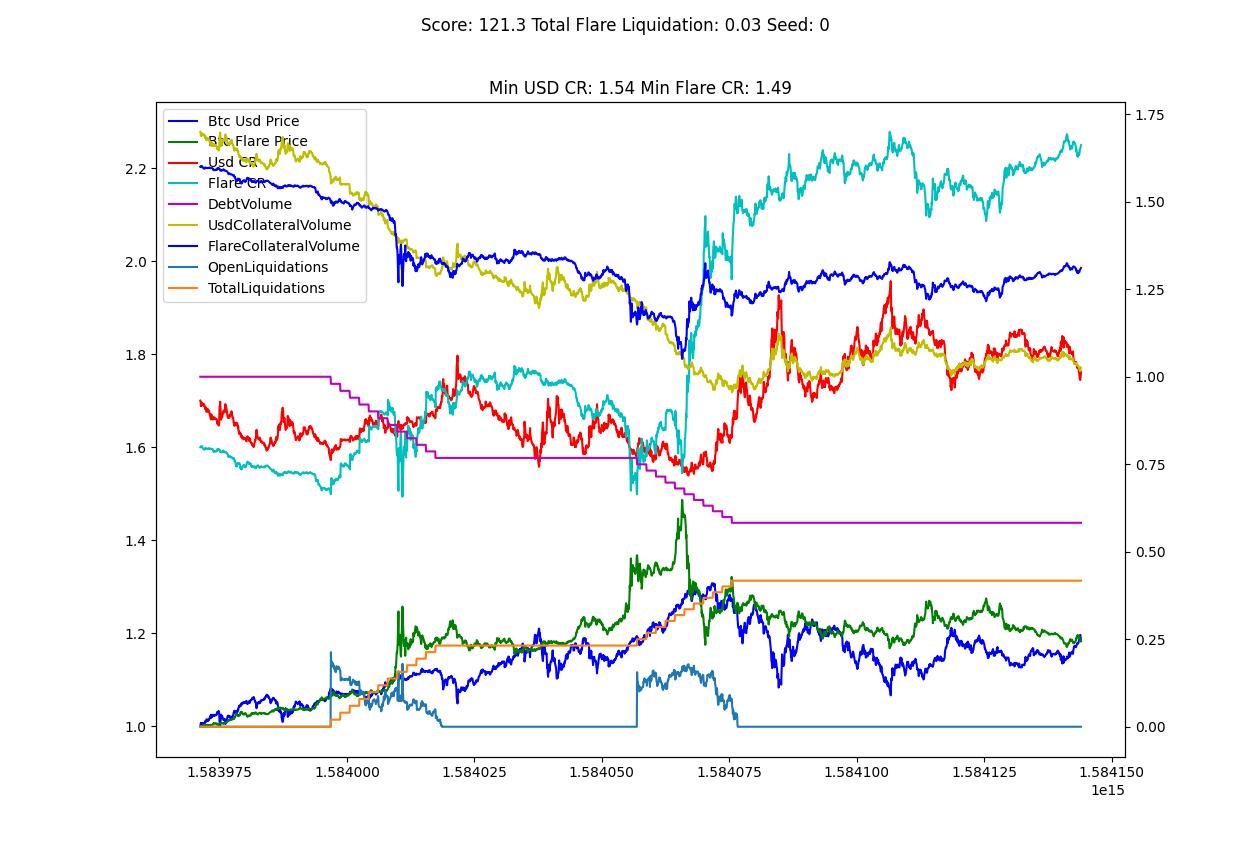 Score: 121.3 Total Flare Liquidation: 0.03 Seed: 0
Min USD CR: 1.54 Min Flare CR: 1.49
Btc Usd Price
Btc Flare Price
Usd CR
Flare CR
DebtVolume
UsdCollateralVolume
FlareCollateralVolume
OpenLiquidations
TotalLiquidations
2.2
2.0
1.8
1.6
1.4
1.2
1.0
1.75
1.50
1.25
1.00
0.75
0.50
0.25
0.00
1.583975 1.584000 1.584025 1.584050 1.584075 1.584100 1.584125 1.584150
1e15